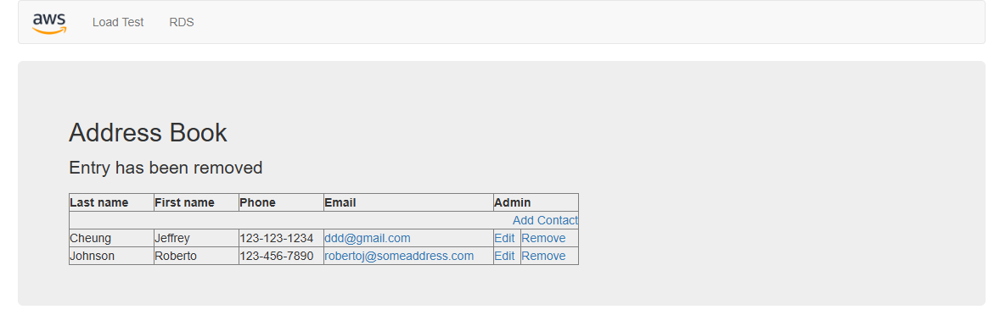 aws Load Test RDS
Address Book
Entry has been removed
Last name First name Phone Email Admin
Add Contact
Cheung Jeffrey 123-123-1234 ddd@gmail.com Edit Remove
Johnson Roberto 123-456-7890 robertoj@someaddress.com Edit Remove